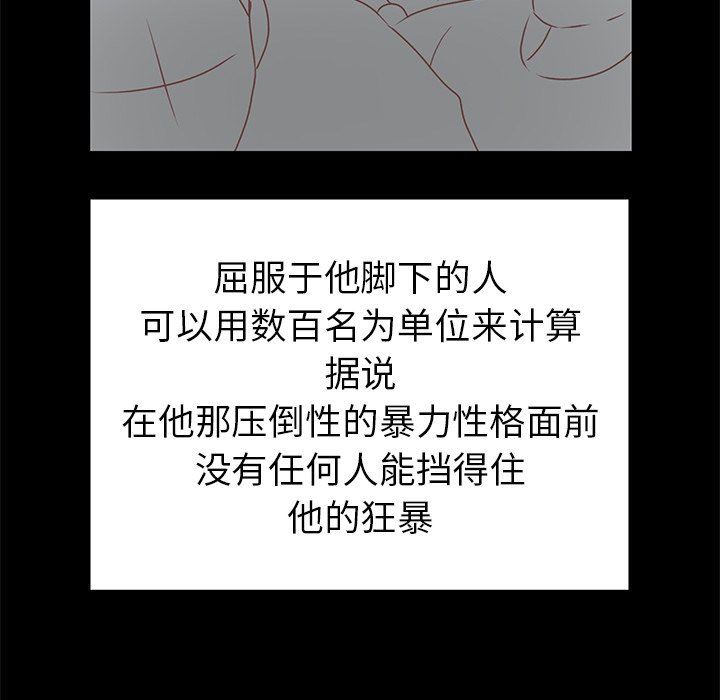 屈服于他脚下的人
可以用数百名为单位来计算
据说
在他那压倒性的暴力性格面前
没有任何人能挡得住
他的狂暴